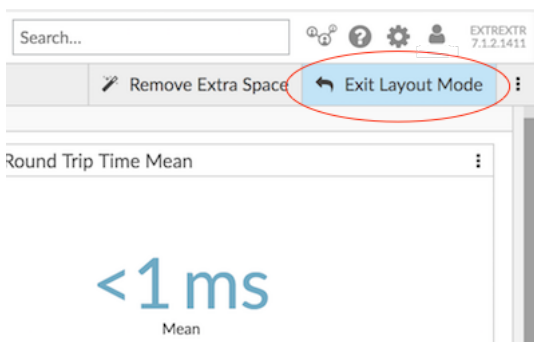 Search...
EXTREXTR
7.1.2.1411
Remove Extra Space
Exit Layout Mode
Round Trip Time Mean
<1 ms
Mean